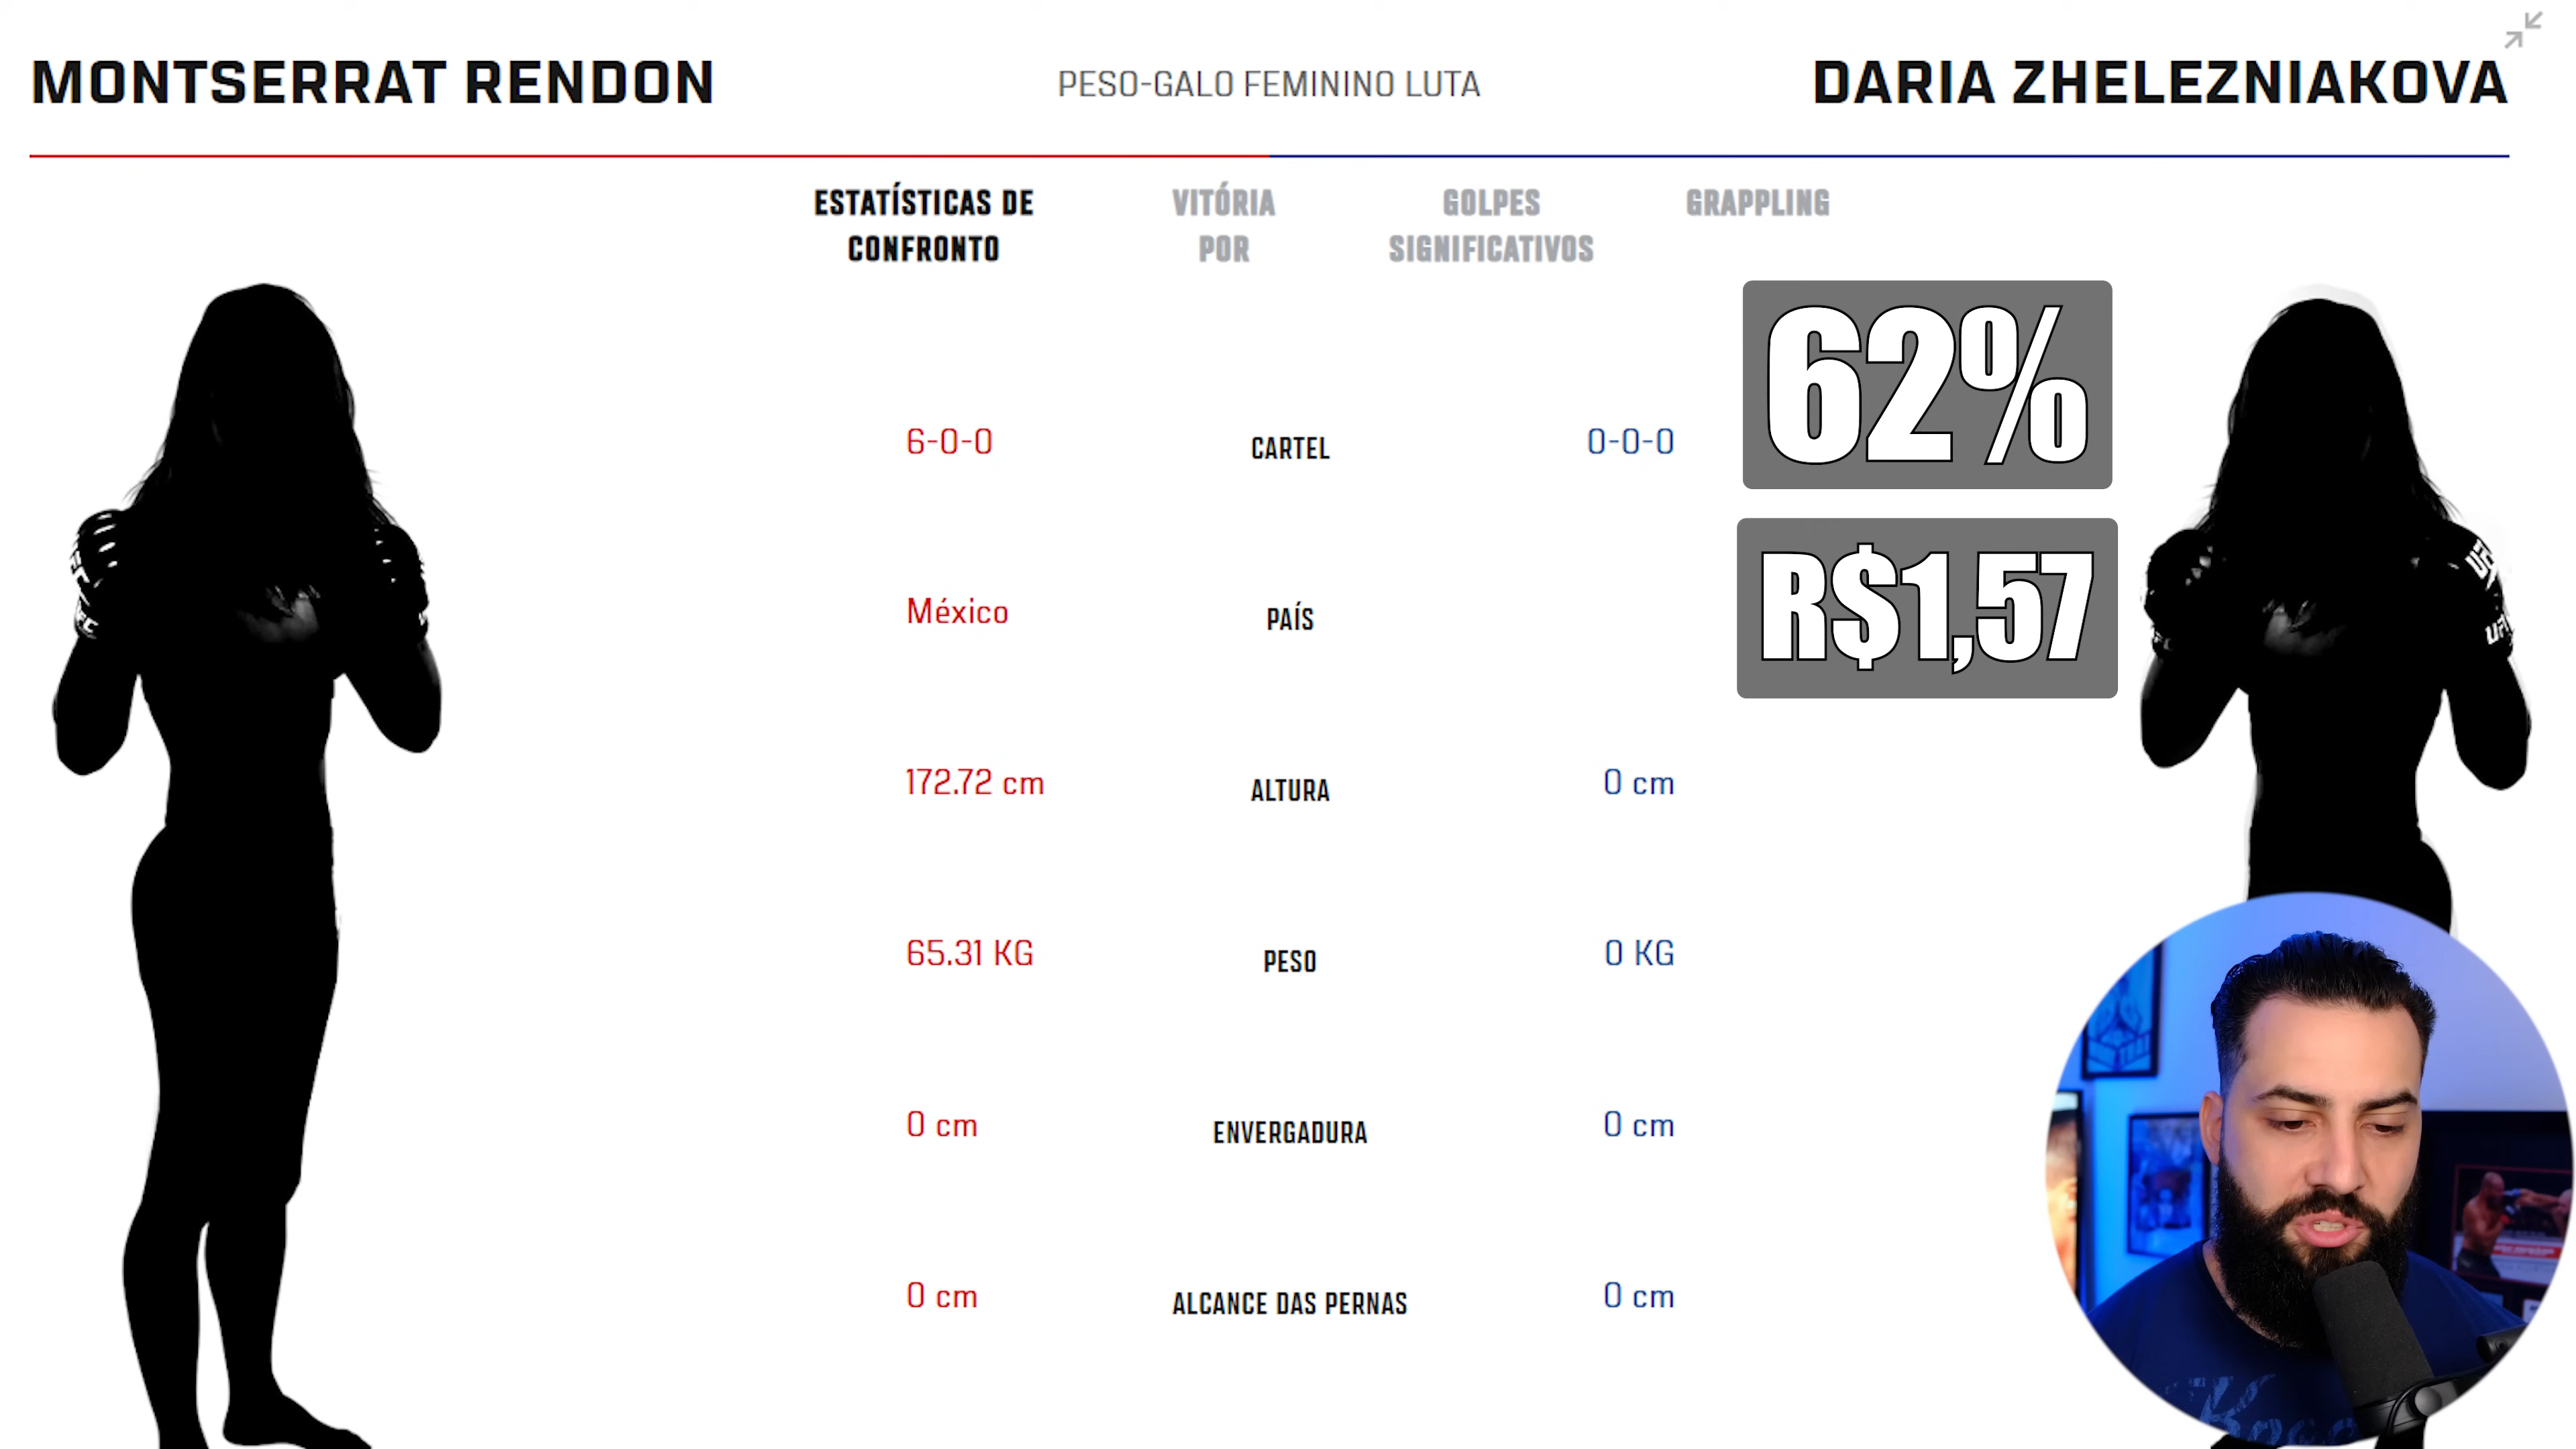 MONTSERRAT RENDON
PESO-GALO FEMININO LUTA
DARIA ZHELEZNIAKOVA
ESTATÍSTICAS DE
CONFRONTO
VITÓRIA
POR
GOLPES
SIGNIFICATIVOS
GRAPPLING
62%
6-0-0 CARTEL 0-0-0
México PAÍS
R$1,57
172.72 cm ALTURA 0 cm
65.31 KG PESO 0 KG
0 cm ENVERGADURA 0 cm
0 cm ALCANCE DAS PERNAS 0 cm